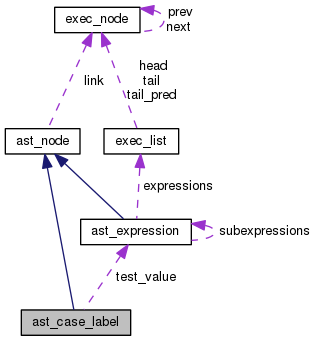 exec_node
prev
next
link
head
tail
tail_pred
ast_node
exec_list
expressions
ast_expression
subexpressions
test_value
ast_case_label